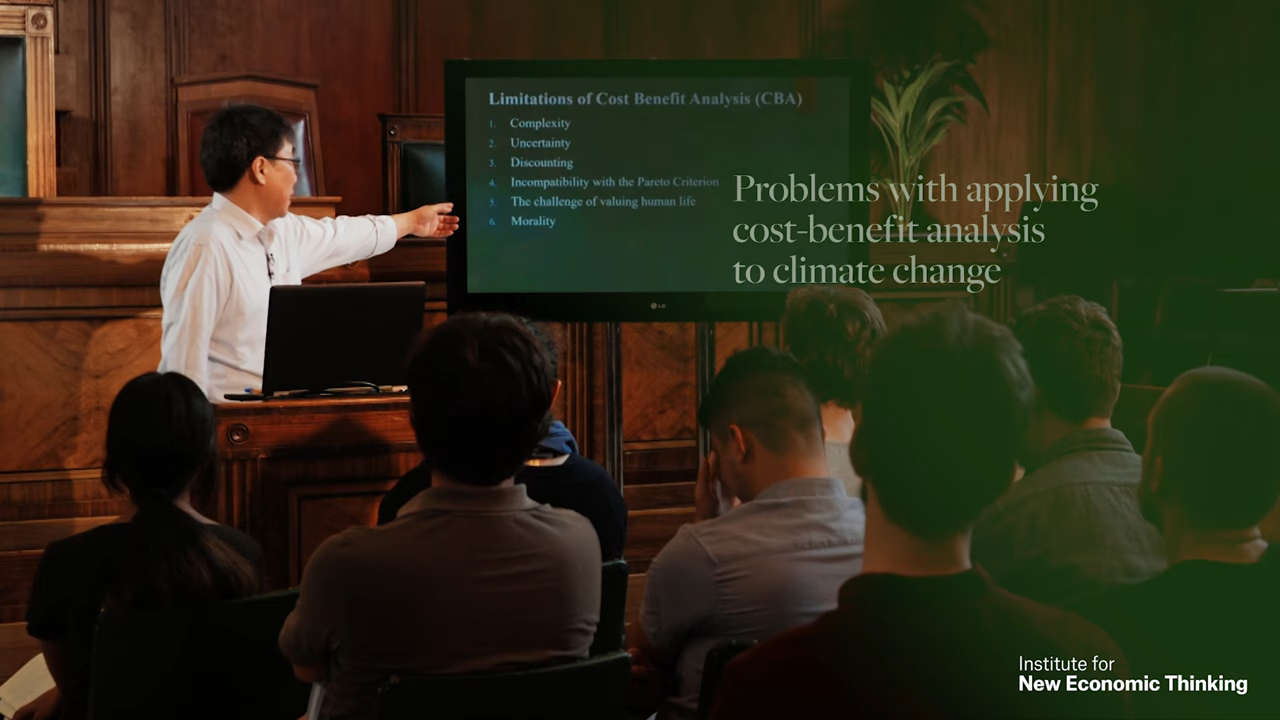 Limitations of Cost Benefit Analysis (CBA)
1. Complexity
2. Uncertainty
3. Discounting
4. Incompatibility with the Pareto Criterion
5. The challenge of valuing human life
6. Morality
Problems with applying
cost-benefit analysis
to climate change
LG
Institute for
New Economic Thinking